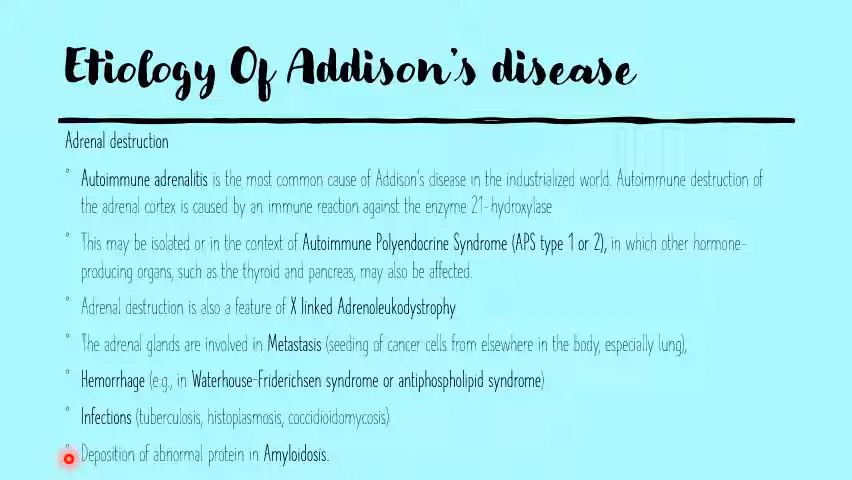 Etiology Of Addison's disease
Adrenal destruction
° Autoimmune adrenalitis is the most common cause of Addison's disease in the industrialized world. Autoimmune destruction of
the adrenal cortex is caused by an immune reaction against the enzyme 21-hydroxylase
° This may be isolated or in the context of Autoimmune Polyendocrine Syndrome (APS type 1 or 2), in which other hormone-
producing organs, such as the thyroid and pancreas, may also be affected.
° Adrenal destruction is also a feature of X linked Adrenoleukodystrophy
° The adrenal glands are involved in Metastasis (seeding of cancer cells from elsewhere in the body, especially lung),
° Hemorrhage (e.g., in Waterhouse-Friderichsen syndrome or antiphospholipid syndrome)
° Infections (tuberculosis, histoplasmosis, coccidioidomycosis)
° Deposition of abnormal protein in Amyloidosis.